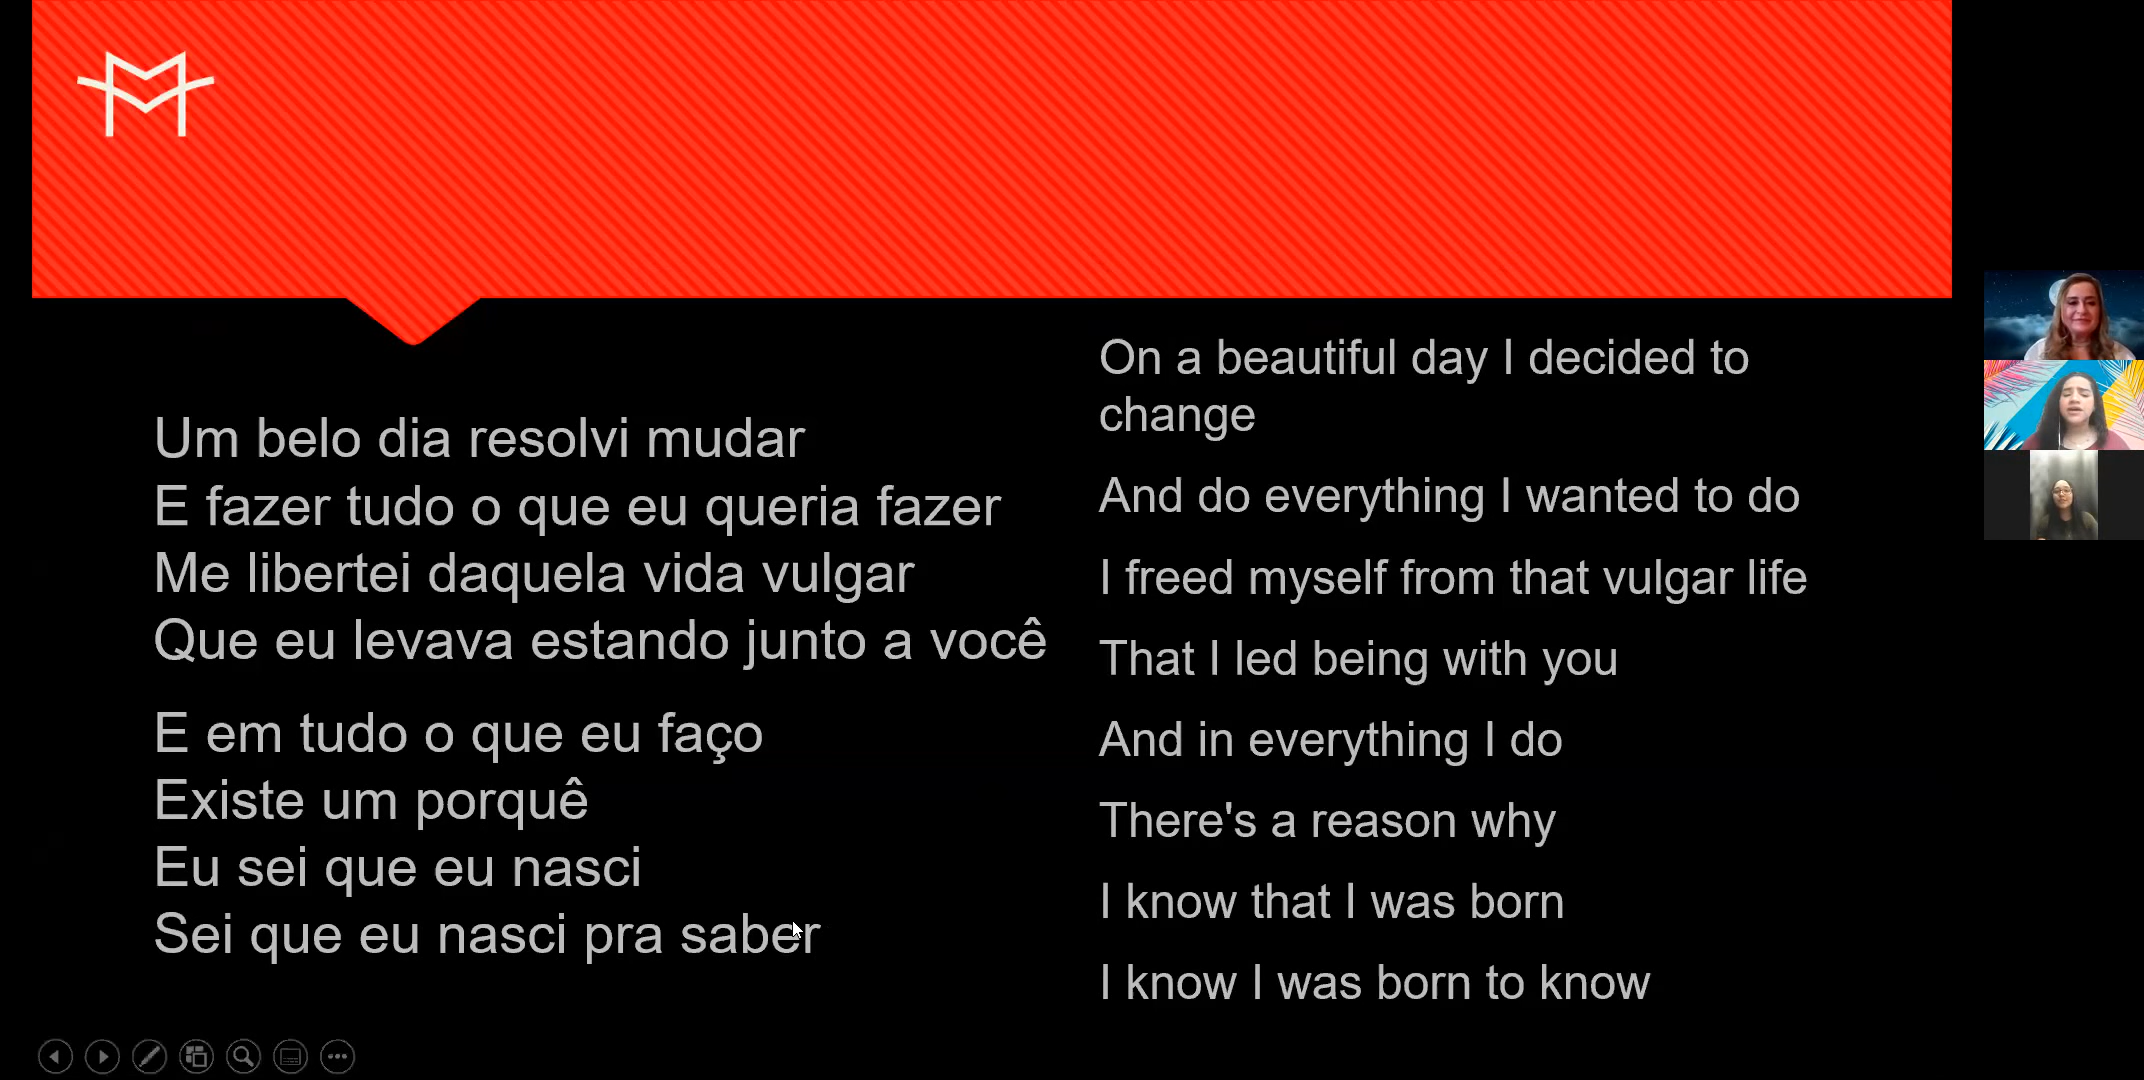 Um belo dia resolvi mudar
E fazer tudo o que eu queria fazer
Me libertei daquela vida vulgar
Que eu levava estando junto a você
E em tudo o que eu faço
Existe um porquê
Eu sei que eu nasci
Sei que eu nasci pra saber
On a beautiful day I decided to
change
And do everything I wanted to do
I freed myself from that vulgar life
That I led being with you
And in everything I do
There's a reason why
I know that I was born
I know I was born to know